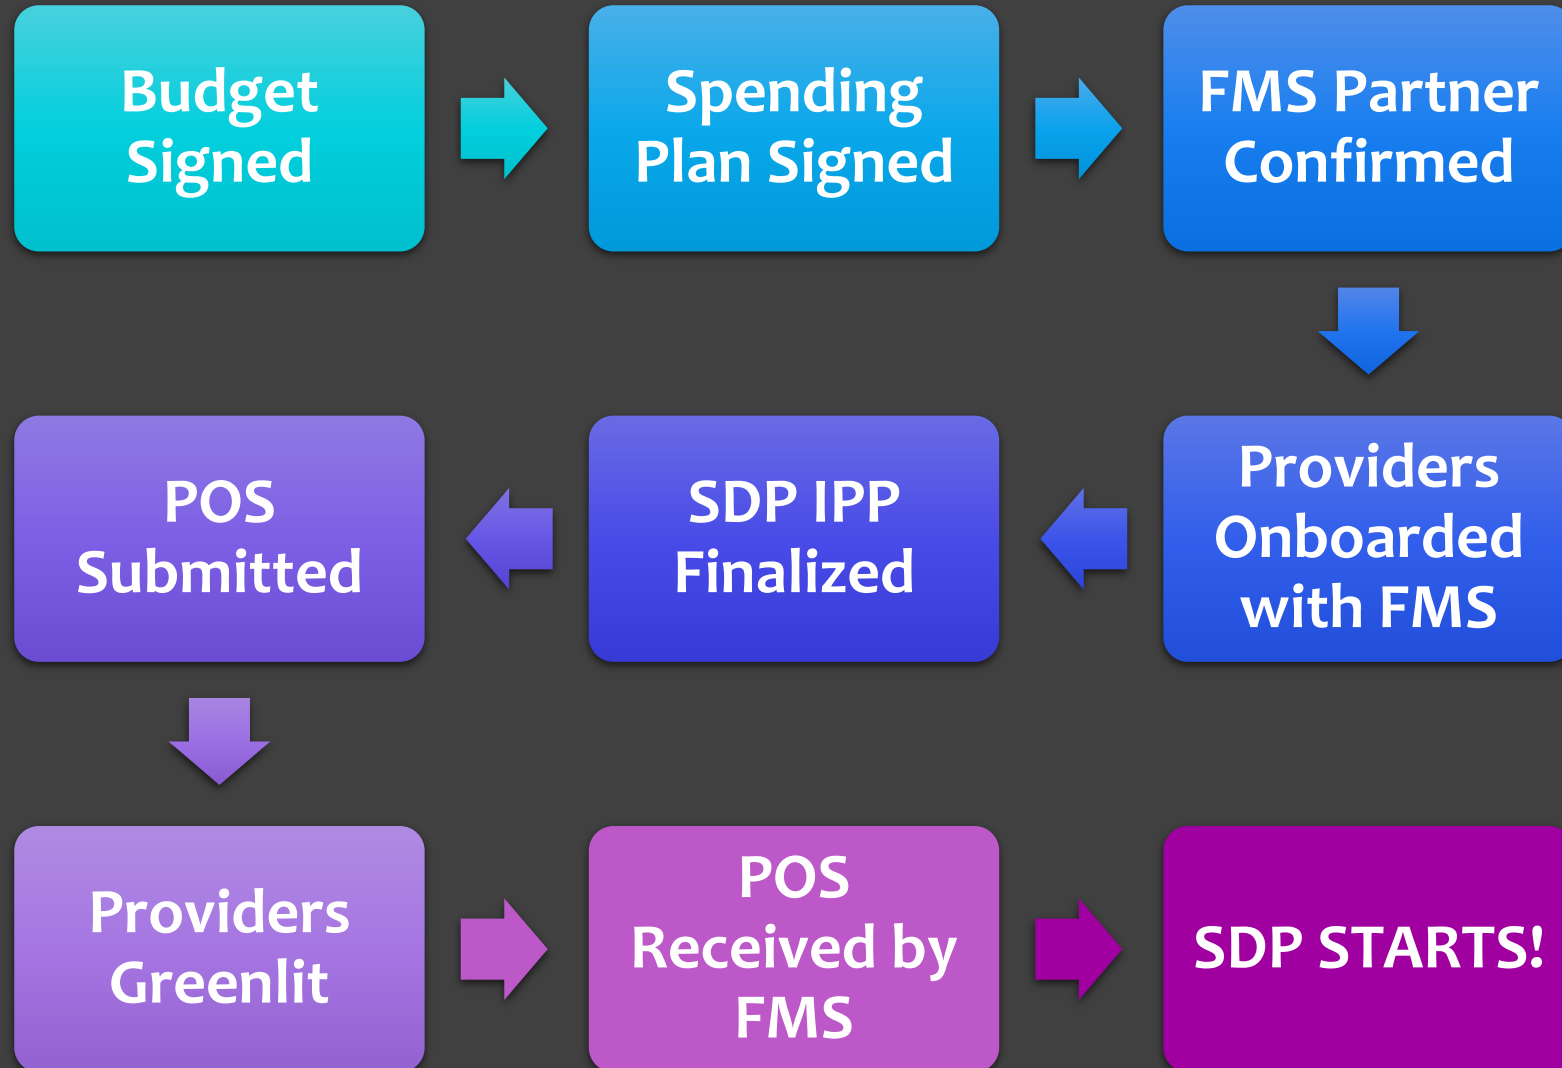 Budget
Signed
Spending
Plan Signed
FMS Partner
Confirmed
Providers
Onboarded
with FMS
SDP IPP
Finalized
POS
Submitted
Providers
Greenlit
POS
Received by
FMS
SDP STARTS!